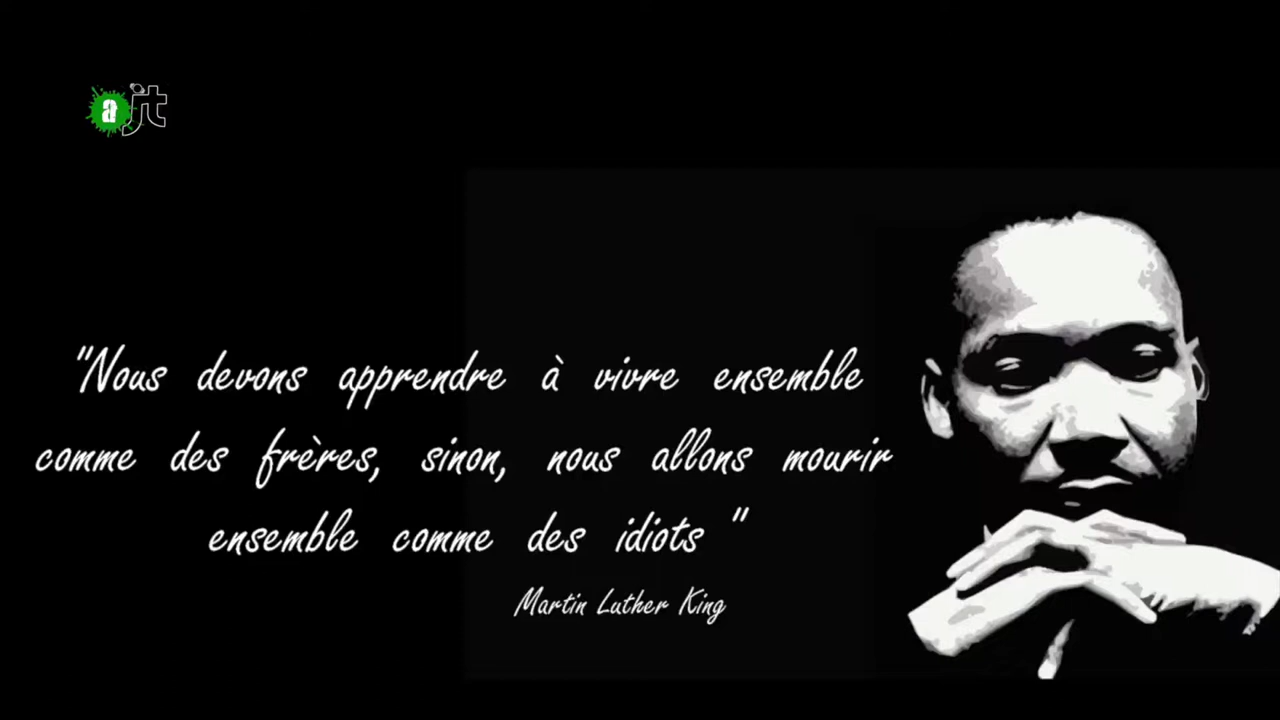 ajt
"Nous devons apprendre à vivre ensemble
comme des frères, sinon, nous allons mourir
ensemble comme des idiots "
Martin Luther King